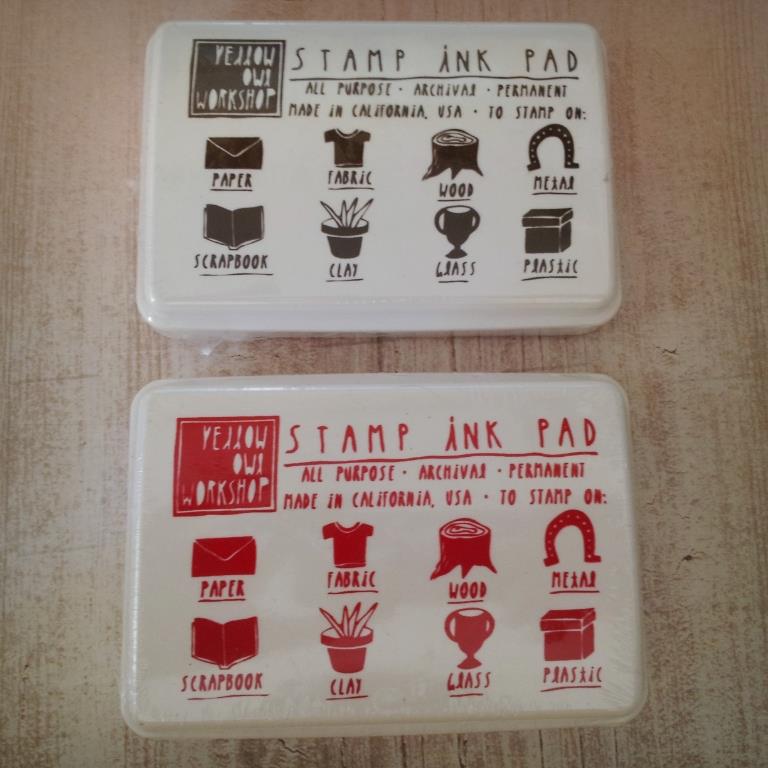 YELLOW
OWL
WORKSHOP
STAMP INK PAD
ALL PURPOSE · ARCHIVAL · PERMANENT
MADE IN CALIFORNIA, USA · TO STAMP ON:
PAPER FABRIC WOOD METAL
SCRAPBOOK CLAY GLASS PLASTIC
YELLOW
OWL
WORKSHOP
STAMP INK PAD
ALL PURPOSE · ARCHIVAL · PERMANENT
MADE IN CALIFORNIA, USA · TO STAMP ON:
PAPER FABRIC WOOD METAL
SCRAPBOOK CLAY GLASS PLASTIC